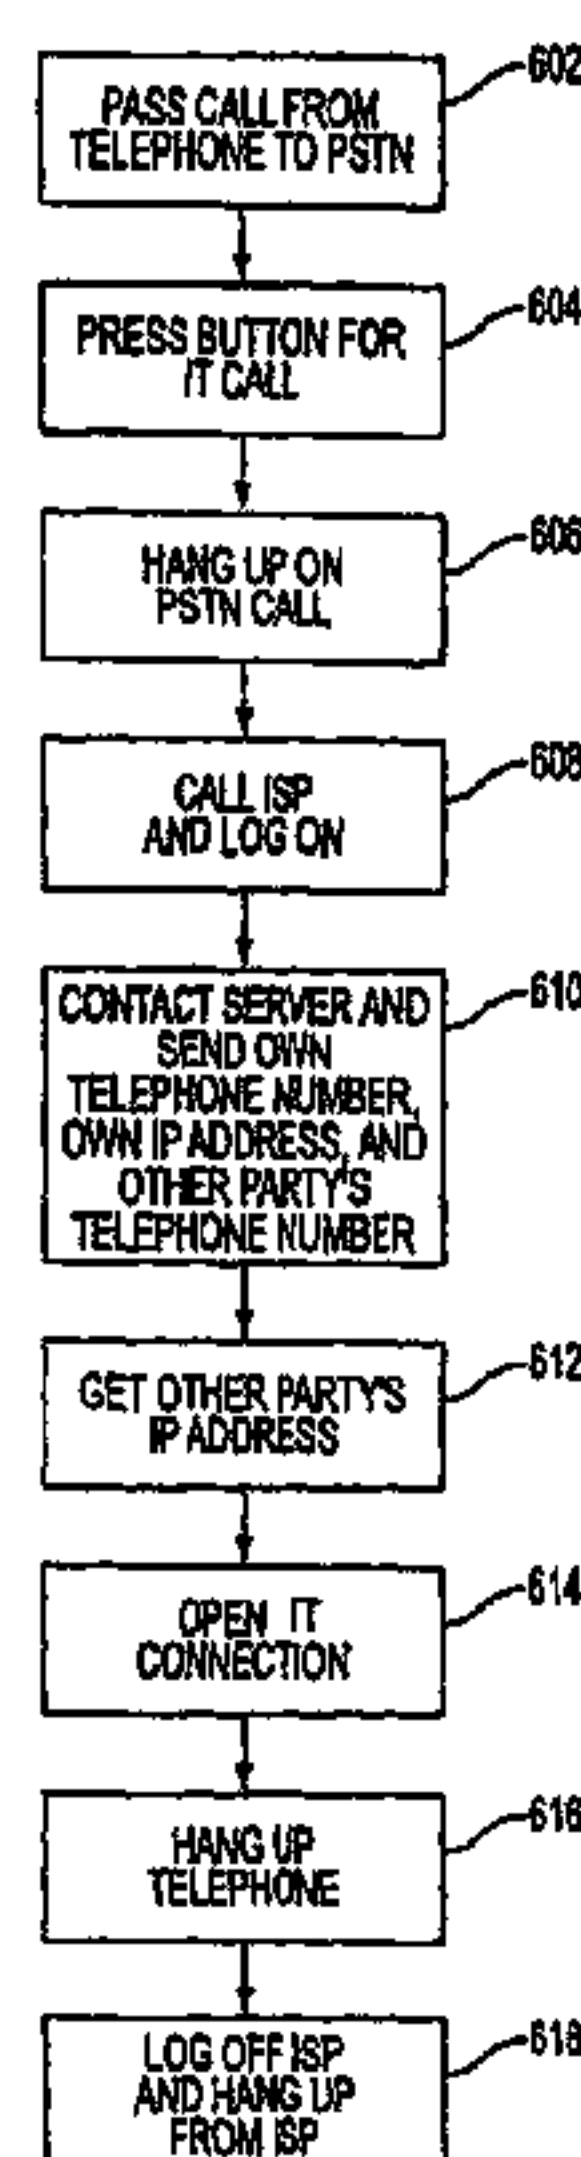 602
PASS CALL FROM
TELEPHONE TO PSTN
604
PRESS BUTTON FOR
IT CALL
606
HANG UP ON
PSTN CALL
608
CALL ISP
AND LOG ON
610
CONTACT SERVER AND
SEND OWN
TELEPHONE NUMBER,
OWN IP ADDRESS, AND
OTHER PARTY'S
TELEPHONE NUMBER
612
GET OTHER PARTY'S
IP ADDRESS
614
OPEN IT
CONNECTION
616
HANG UP
TELEPHONE
618
LOG OFF ISP
AND HANG UP
FROM ISP